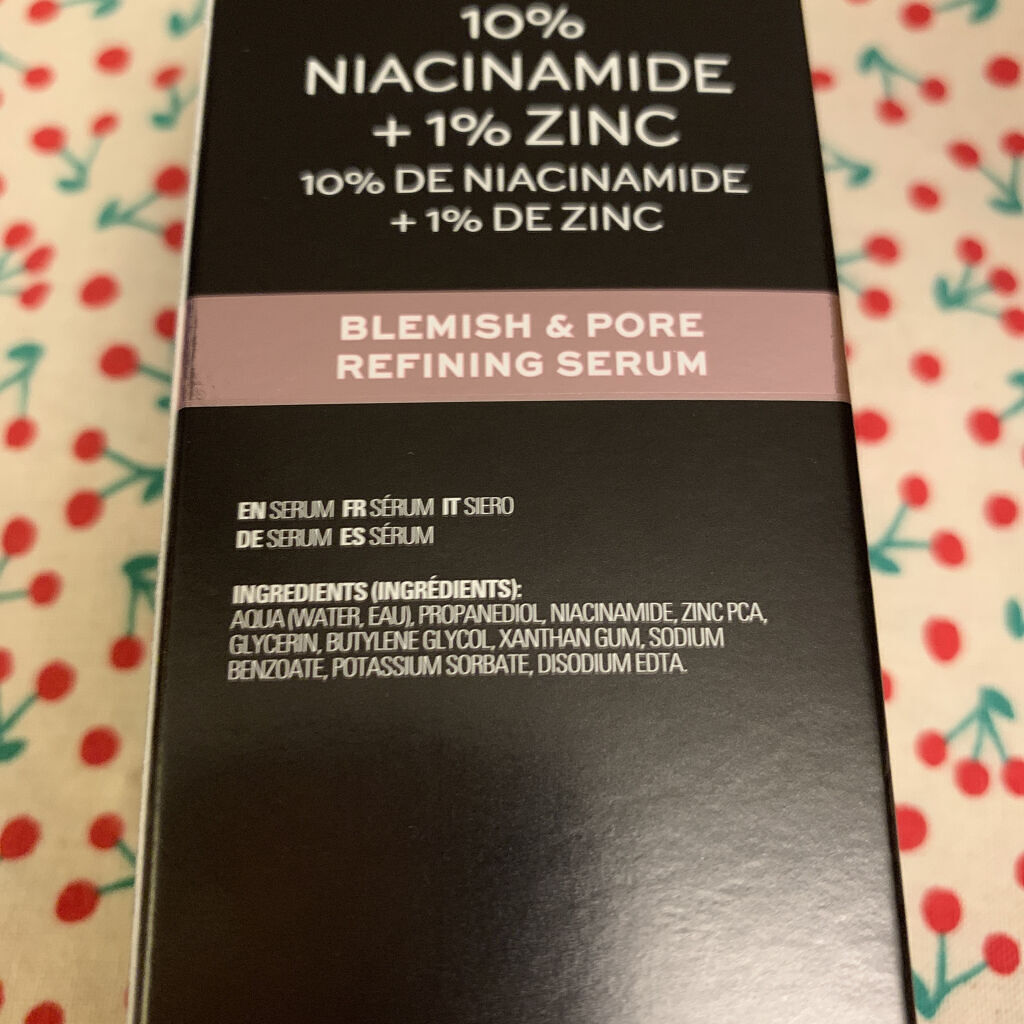 10%
NIACINAMIDE
+ 1% ZINC
10% DE NIACINAMIDE
+ 1% DE ZINC
BLEMISH & PORE
REFINING SERUM
EN SERUM FR SÉRUM IT SIERO
DE SERUM ES SÉRUM
INGREDIENTS (INGRÉDIENTS):
AQUA (WATER, EAU), PROPANEDIOL, NIACINAMIDE, ZINC PCA,
GLYCERIN, BUTYLENE GLYCOL, XANTHAN GUM, SODIUM
BENZOATE, POTASSIUM SORBATE, DISODIUM EDTA.